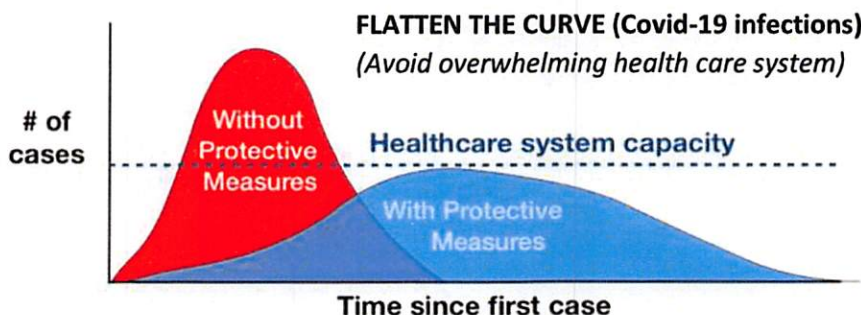 FLATTEN THE CURVE (Covid-19 infections)
(Avoid overwhelming health care system)
# of
cases
Without
Protective
Measures
Healthcare system capacity
With Protective
Measures
Time since first case